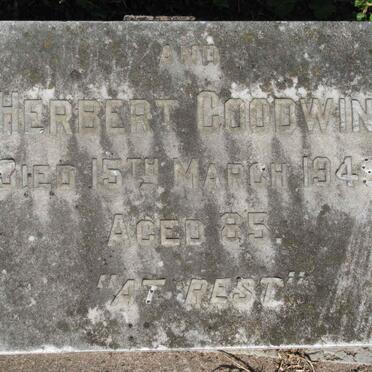 AND
HERBERT GOODWIN
DIED 15TH MARCH
AGED 85.
"AT REST"